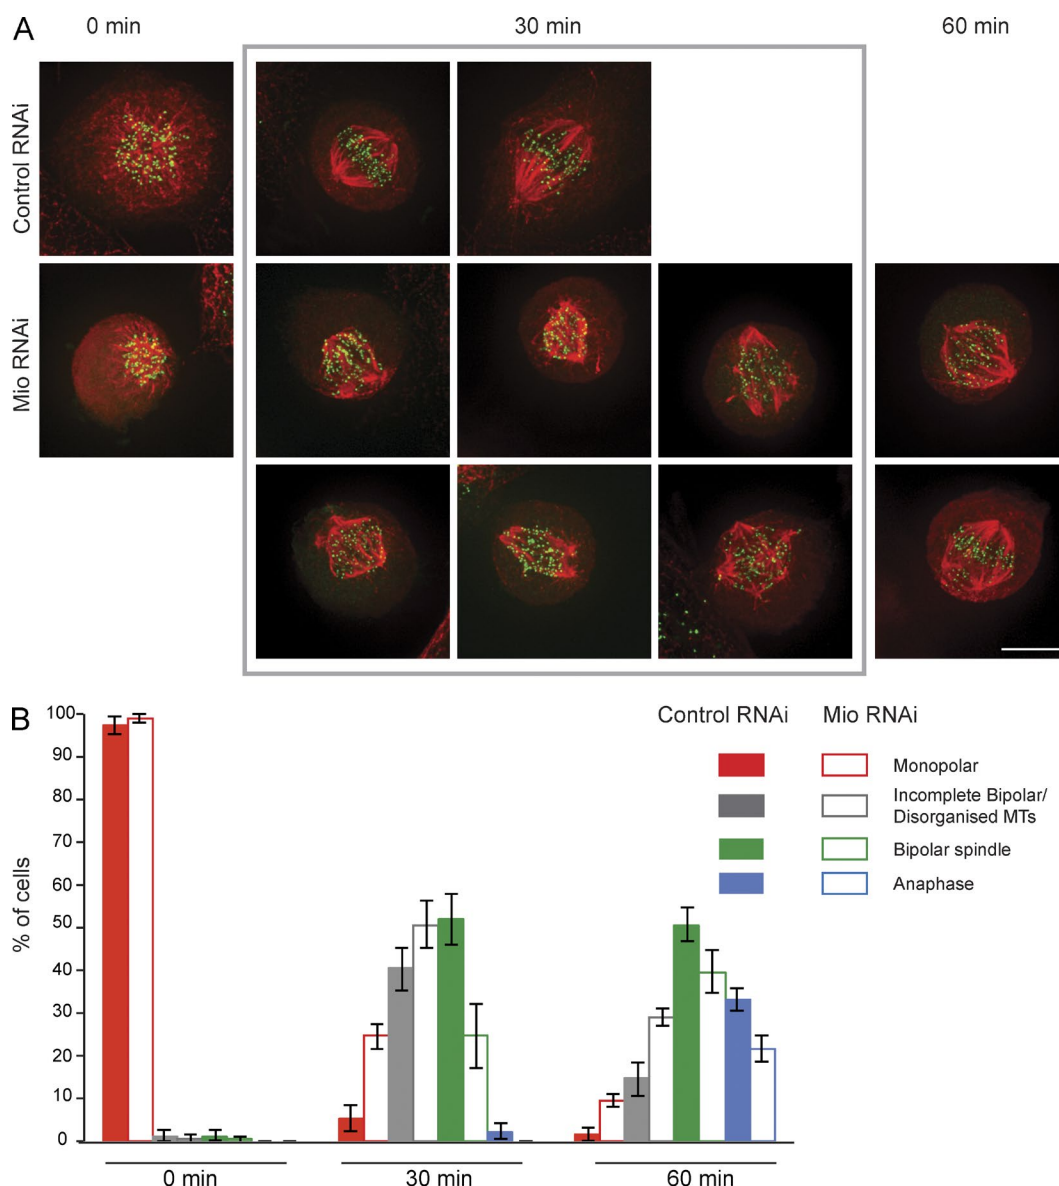 A
0 min
30 min
60 min
Control RNAi
Mio RNAi
B
Control RNAi
Mio RNAi
Monopolar
Incomplete Bipolar/
Disorganised MTs
Bipolar spindle
Anaphase
% of cells
100
90
80
70
60
50
40
30
20
10
0
0 min
30 min
60 min